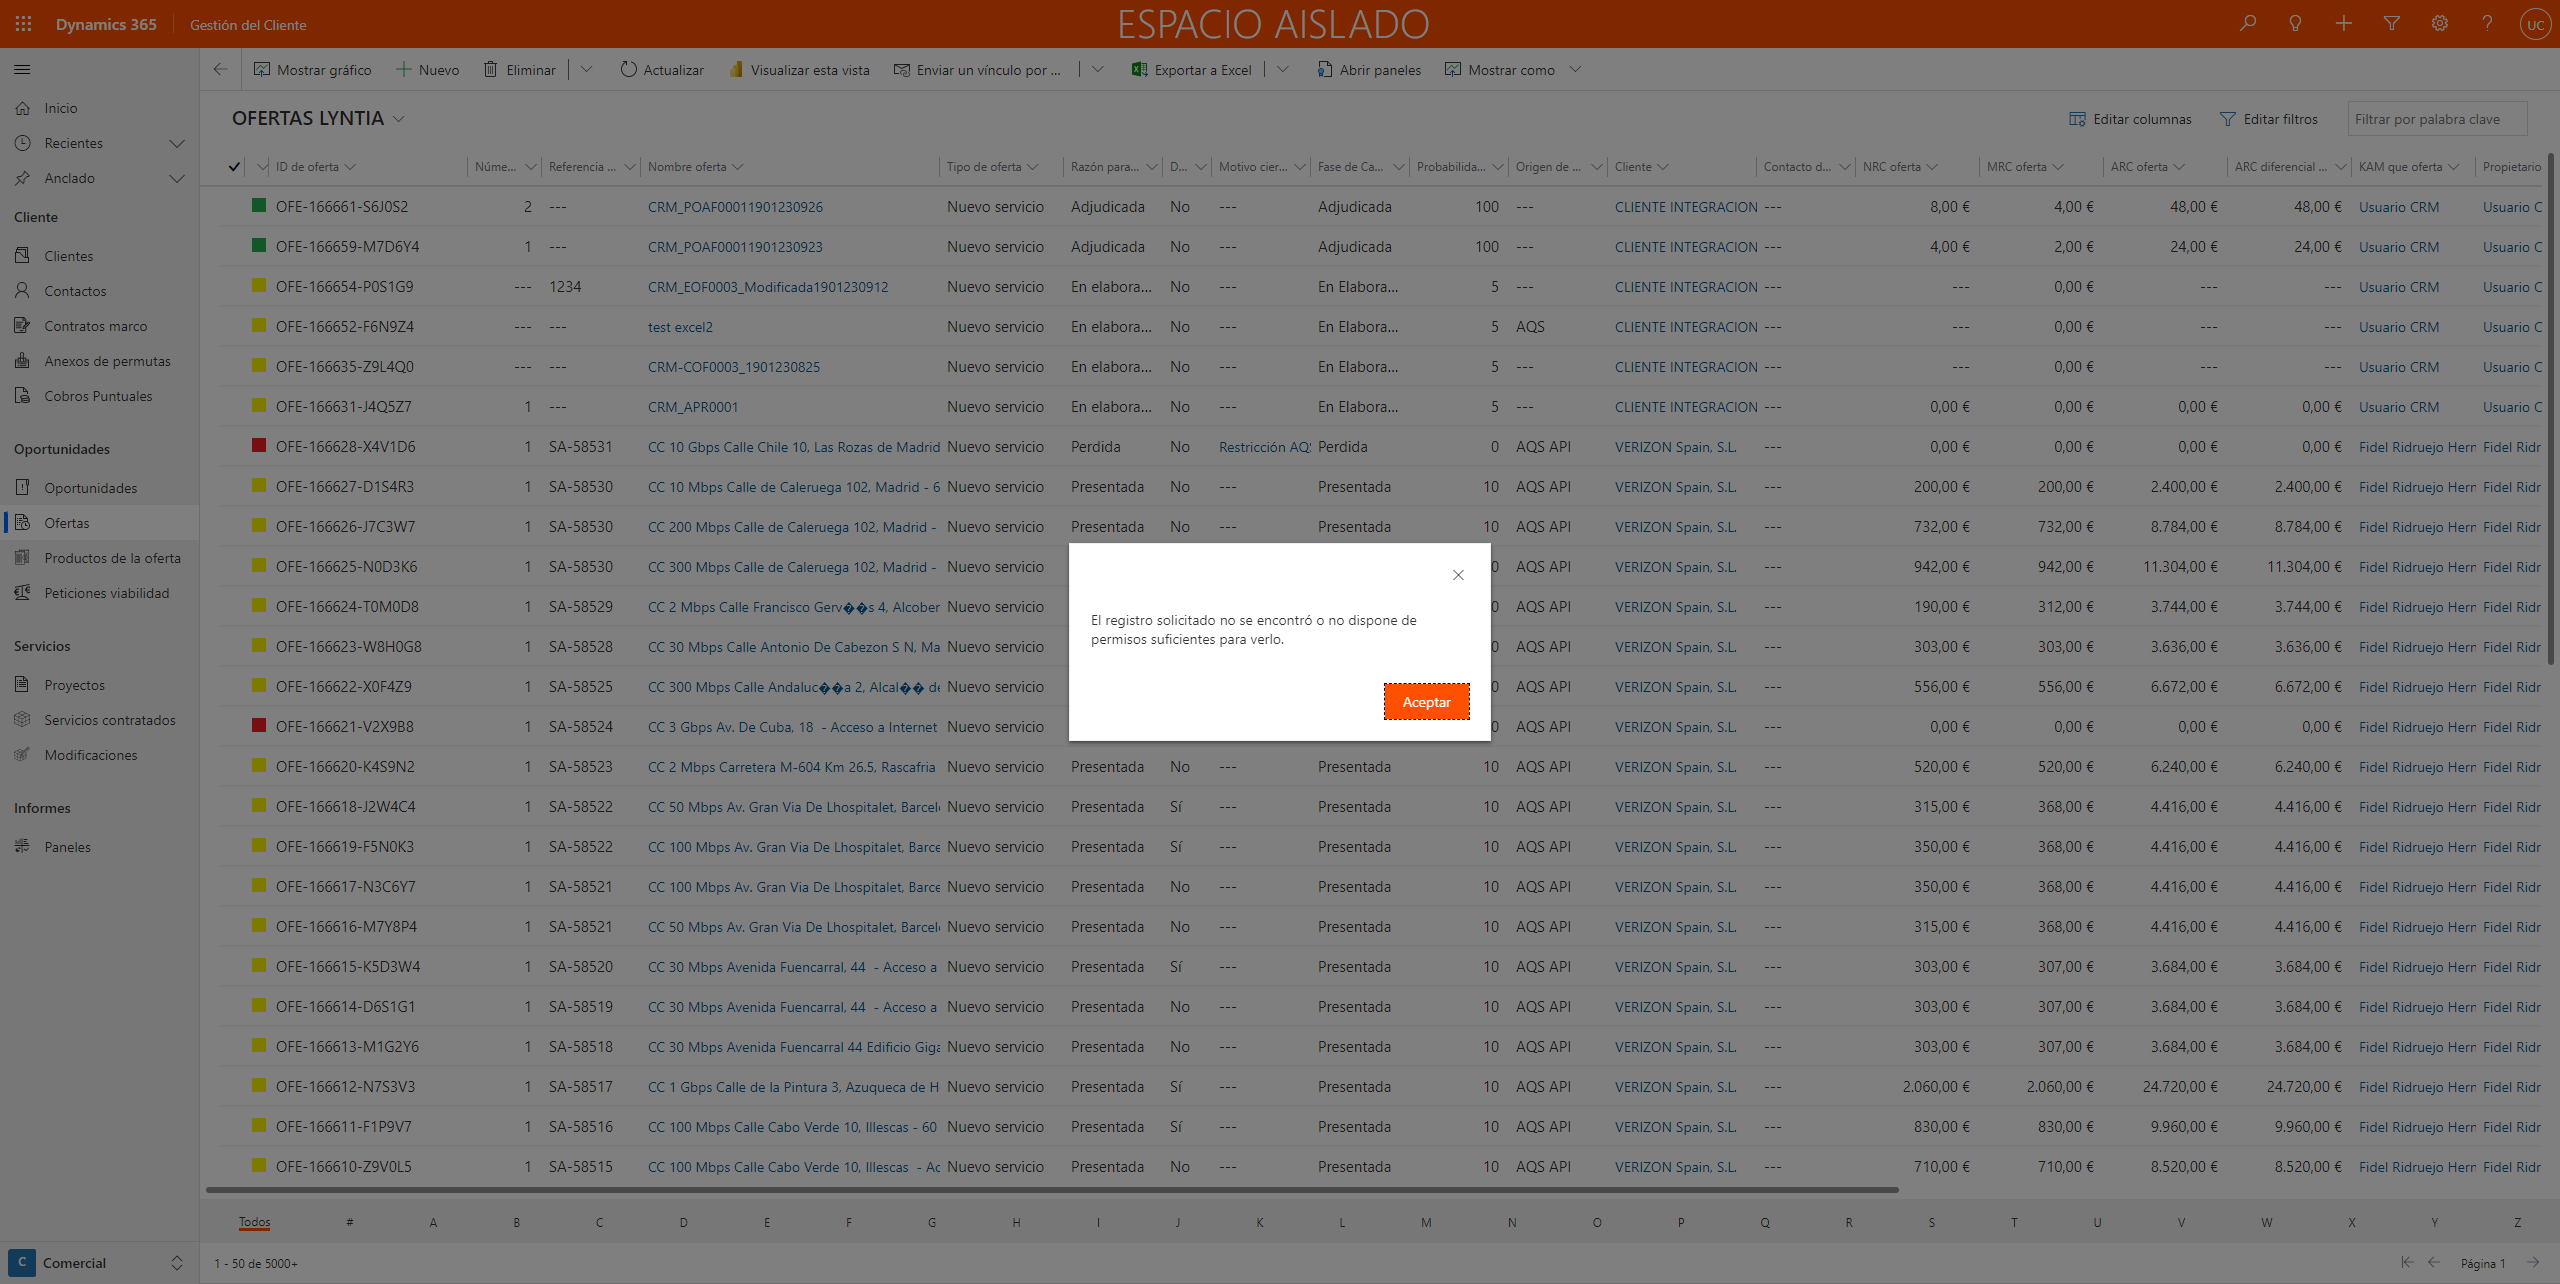 Dynamics 365
Gestión del Cliente
ESPACIO AISLADO
UC
Mostrar gráfico
Nuevo
Eliminar
Actualizar
Visualizar esta vista
Enviar un vínculo por ...
Exportar a Excel
Abrir paneles
Mostrar como
Inicio
Recientes
Anclado
Cliente
Clientes
Contactos
Contratos marco
Anexos de permutas
Cobros Puntuales
Oportunidades
Oportunidades
Ofertas
Productos de la oferta
Peticiones viabilidad
Servicios
Proyectos
Servicios contratados
Modificaciones
Informes
Paneles
C Comercial
OFERTAS LYNTIA
Editar columnas
Editar filtros
Filtrar por palabra clave
ID de oferta Núme... Referencia ... Nombre oferta Tipo de oferta Razón para... D... Motivo cier... Fase de Ca... Probabilida... Origen de ... Cliente Contacto d... NRC oferta MRC oferta ARC oferta ARC diferencial ... KAM que oferta Propietario
OFE-166661-S6J0S2 2 --- CRM_POAF00011901230926 Nuevo servicio Adjudicada No --- Adjudicada 100 --- CLIENTE INTEGRACION --- 8,00 € 4,00 € 48,00 € 48,00 € Usuario CRM Usuario C
OFE-166659-M7D6Y4 1 --- CRM_POAF00011901230923 Nuevo servicio Adjudicada No --- Adjudicada 100 --- CLIENTE INTEGRACION --- 4,00 € 2,00 € 24,00 € 24,00 € Usuario CRM Usuario C
OFE-166654-P0S1G9 --- 1234 CRM_EOF0003_Modificada1901230912 Nuevo servicio En elabora... No --- En Elabora... 5 --- CLIENTE INTEGRACION --- --- 0,00 € --- --- Usuario CRM Usuario C
OFE-166652-F6N9Z4 --- --- test excel2 Nuevo servicio En elabora... No --- En Elabora... 5 AQS CLIENTE INTEGRACION --- --- 0,00 € --- --- Usuario CRM Usuario C
OFE-166635-Z9L4Q0 --- --- CRM-COF0003_1901230825 Nuevo servicio En elabora... No --- En Elabora... 5 --- CLIENTE INTEGRACION --- --- 0,00 € --- --- Usuario CRM Usuario C
OFE-166631-J4Q5Z7 1 --- CRM_APR0001 Nuevo servicio En elabora... No --- En Elabora... 5 --- CLIENTE INTEGRACION --- 0,00 € 0,00 € 0,00 € 0,00 € Usuario CRM Usuario C
OFE-166628-X4V1D6 1 SA-58531 CC 10 Gbps Calle Chile 10, Las Rozas de Madrid Nuevo servicio Perdida No Restricción AQ Perdida 0 AQS API VERIZON Spain, S.L. --- 0,00 € 0,00 € 0,00 € 0,00 € Fidel Ridruejo Herr Fidel Ridr
OFE-166627-D1S4R3 1 SA-58530 CC 10 Mbps Calle de Caleruega 102, Madrid - 6 Nuevo servicio Presentada No --- Presentada 10 AQS API VERIZON Spain, S.L. --- 200,00 € 200,00 € 2.400,00 € 2.400,00 € Fidel Ridruejo Herr Fidel Ridr
OFE-166626-J7C3W7 1 SA-58530 CC 200 Mbps Calle de Caleruega 102, Madrid - Nuevo servicio Presentada No --- Presentada 10 AQS API VERIZON Spain, S.L. --- 732,00 € 732,00 € 8.784,00 € 8.784,00 € Fidel Ridruejo Herr Fidel Ridr
OFE-166625-N0D3K6 1 SA-58530 CC 300 Mbps Calle de Caleruega 102, Madrid - Nuevo servicio 0 AQS API VERIZON Spain, S.L. --- 942,00 € 942,00 € 11.304,00 € 11.304,00 € Fidel Ridruejo Herr Fidel Ridr
OFE-166624-T0M0D8 1 SA-58529 CC 2 Mbps Calle Francisco Gerv��s 4, Alcober Nuevo servicio 0 AQS API VERIZON Spain, S.L. --- 190,00 € 312,00 € 3.744,00 € 3.744,00 € Fidel Ridruejo Herr Fidel Ridr
OFE-166623-W8H0G8 1 SA-58528 CC 30 Mbps Calle Antonio De Cabezon S N, Ma Nuevo servicio 0 AQS API VERIZON Spain, S.L. --- 303,00 € 303,00 € 3.636,00 € 3.636,00 € Fidel Ridruejo Herr Fidel Ridr
OFE-166622-X0F4Z9 1 SA-58525 CC 300 Mbps Calle Andaluc��a 2, Alcal�� de Nuevo servicio 0 AQS API VERIZON Spain, S.L. --- 556,00 € 556,00 € 6.672,00 € 6.672,00 € Fidel Ridruejo Herr Fidel Ridr
OFE-166621-V2X9B8 1 SA-58524 CC 3 Gbps Av. De Cuba, 18 - Acceso a Internet Nuevo servicio 0 AQS API VERIZON Spain, S.L. --- 0,00 € 0,00 € 0,00 € 0,00 € Fidel Ridruejo Herr Fidel Ridr
OFE-166620-K4S9N2 1 SA-58523 CC 2 Mbps Carretera M-604 Km 26.5, Rascafria Nuevo servicio Presentada No --- Presentada 10 AQS API VERIZON Spain, S.L. --- 520,00 € 520,00 € 6.240,00 € 6.240,00 € Fidel Ridruejo Herr Fidel Ridr
OFE-166618-J2W4C4 1 SA-58522 CC 50 Mbps Av. Gran Via De Lhospitalet, Barcel Nuevo servicio Presentada Sí --- Presentada 10 AQS API VERIZON Spain, S.L. --- 315,00 € 368,00 € 4.416,00 € 4.416,00 € Fidel Ridruejo Herr Fidel Ridr
OFE-166619-F5N0K3 1 SA-58522 CC 100 Mbps Av. Gran Via De Lhospitalet, Barce Nuevo servicio Presentada Sí --- Presentada 10 AQS API VERIZON Spain, S.L. --- 350,00 € 368,00 € 4.416,00 € 4.416,00 € Fidel Ridruejo Herr Fidel Ridr
OFE-166617-N3C6Y7 1 SA-58521 CC 100 Mbps Av. Gran Via De Lhospitalet, Barce Nuevo servicio Presentada No --- Presentada 10 AQS API VERIZON Spain, S.L. --- 350,00 € 368,00 € 4.416,00 € 4.416,00 € Fidel Ridruejo Herr Fidel Ridr
OFE-166616-M7Y8P4 1 SA-58521 CC 50 Mbps Av. Gran Via De Lhospitalet, Barcel Nuevo servicio Presentada No --- Presentada 10 AQS API VERIZON Spain, S.L. --- 315,00 € 368,00 € 4.416,00 € 4.416,00 € Fidel Ridruejo Herr Fidel Ridr
OFE-166615-K5D3W4 1 SA-58520 CC 30 Mbps Avenida Fuencarral, 44 - Acceso a Nuevo servicio Presentada Sí --- Presentada 10 AQS API VERIZON Spain, S.L. --- 303,00 € 307,00 € 3.684,00 € 3.684,00 € Fidel Ridruejo Herr Fidel Ridr
OFE-166614-D6S1G1 1 SA-58519 CC 30 Mbps Avenida Fuencarral, 44 - Acceso a Nuevo servicio Presentada No --- Presentada 10 AQS API VERIZON Spain, S.L. --- 303,00 € 307,00 € 3.684,00 € 3.684,00 € Fidel Ridruejo Herr Fidel Ridr
OFE-166613-M1G2Y6 1 SA-58518 CC 30 Mbps Avenida Fuencarral 44 Edificio Giga Nuevo servicio Presentada No --- Presentada 10 AQS API VERIZON Spain, S.L. --- 303,00 € 307,00 € 3.684,00 € 3.684,00 € Fidel Ridruejo Herr Fidel Ridr
OFE-166612-N7S3V3 1 SA-58517 CC 1 Gbps Calle de la Pintura 3, Azuqueca de H Nuevo servicio Presentada Sí --- Presentada 10 AQS API VERIZON Spain, S.L. --- 2.060,00 € 2.060,00 € 24.720,00 € 24.720,00 € Fidel Ridruejo Herr Fidel Ridr
OFE-166611-F1P9V7 1 SA-58516 CC 100 Mbps Calle Cabo Verde 10, Illescas - 60 Nuevo servicio Presentada Sí --- Presentada 10 AQS API VERIZON Spain, S.L. --- 830,00 € 830,00 € 9.960,00 € 9.960,00 € Fidel Ridruejo Herr Fidel Ridr
OFE-166610-Z9V0L5 1 SA-58515 CC 100 Mbps Calle Cabo Verde 10, Illescas - Ac Nuevo servicio Presentada No --- Presentada 10 AQS API VERIZON Spain, S.L. --- 710,00 € 710,00 € 8.520,00 € 8.520,00 € Fidel Ridruejo Herr Fidel Ridr
El registro solicitado no se encontró o no dispone de
permisos suficientes para verlo.
Aceptar
Todos # A B C D E F G H I J K L M N O P Q R S T U V W X Y Z
1 - 50 de 5000+
Página 1